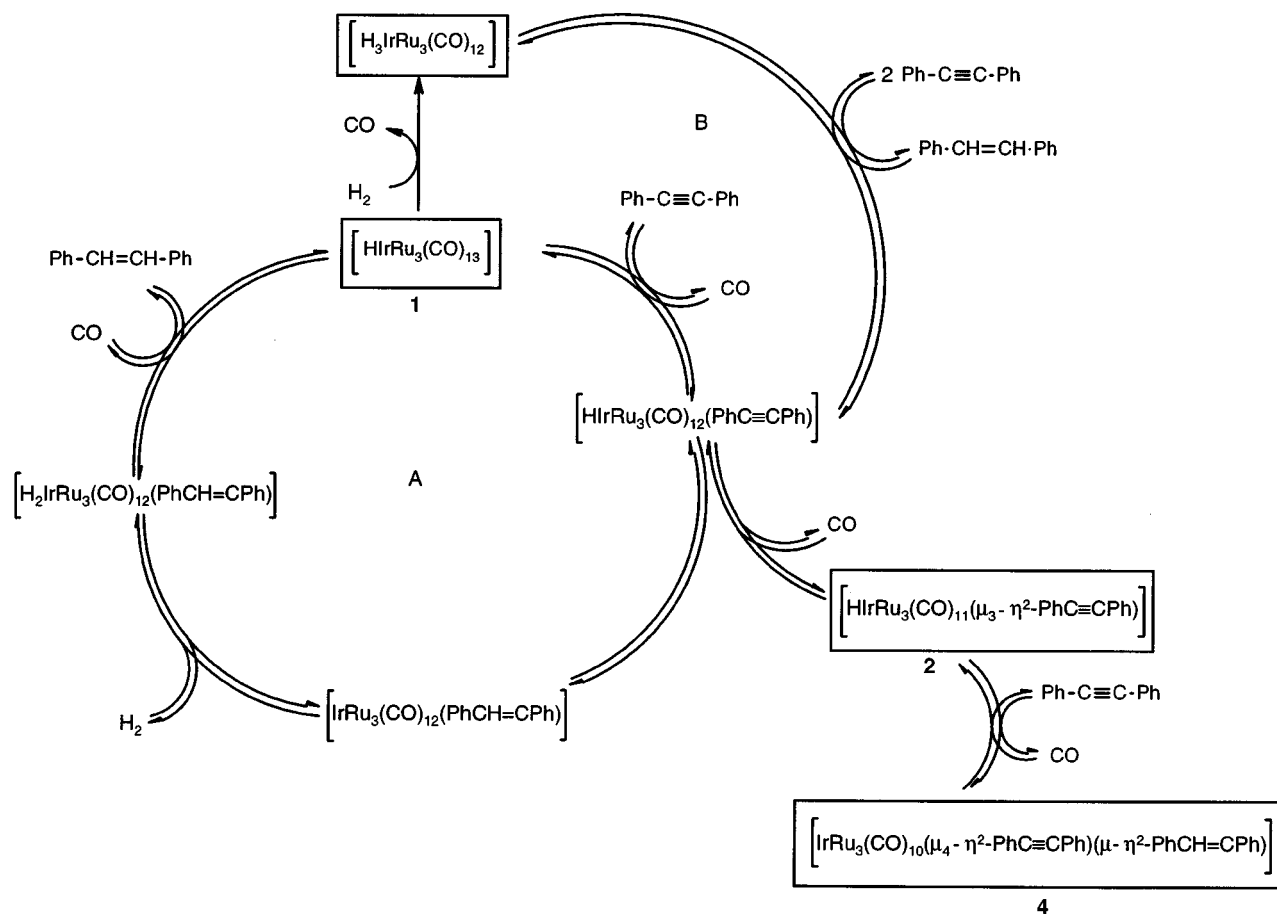 [H₃IrRu₃(CO)₁₂]
2 Ph-C≡C-Ph
CO
B
Ph-CH=CH-Ph
H₂
Ph-C≡C-Ph
Ph-CH=CH-Ph
[HIrRu₃(CO)₁₃]
CO
1
CO
[HIrRu₃(CO)₁₂(PhC≡CPh)]
A
[H₂IrRu₃(CO)₁₂(PhCH=CPh)]
CO
[HIrRu₃(CO)₁₁(μ₃- η²-PhC≡CPh)]
2
H₂
[IrRu₃(CO)₁₂(PhCH=CPh)]
Ph-C≡C-Ph
CO
[IrRu₃(CO)₁₀(μ₄- η²-PhC≡CPh)(μ- η²-PhCH=CPh)]
4